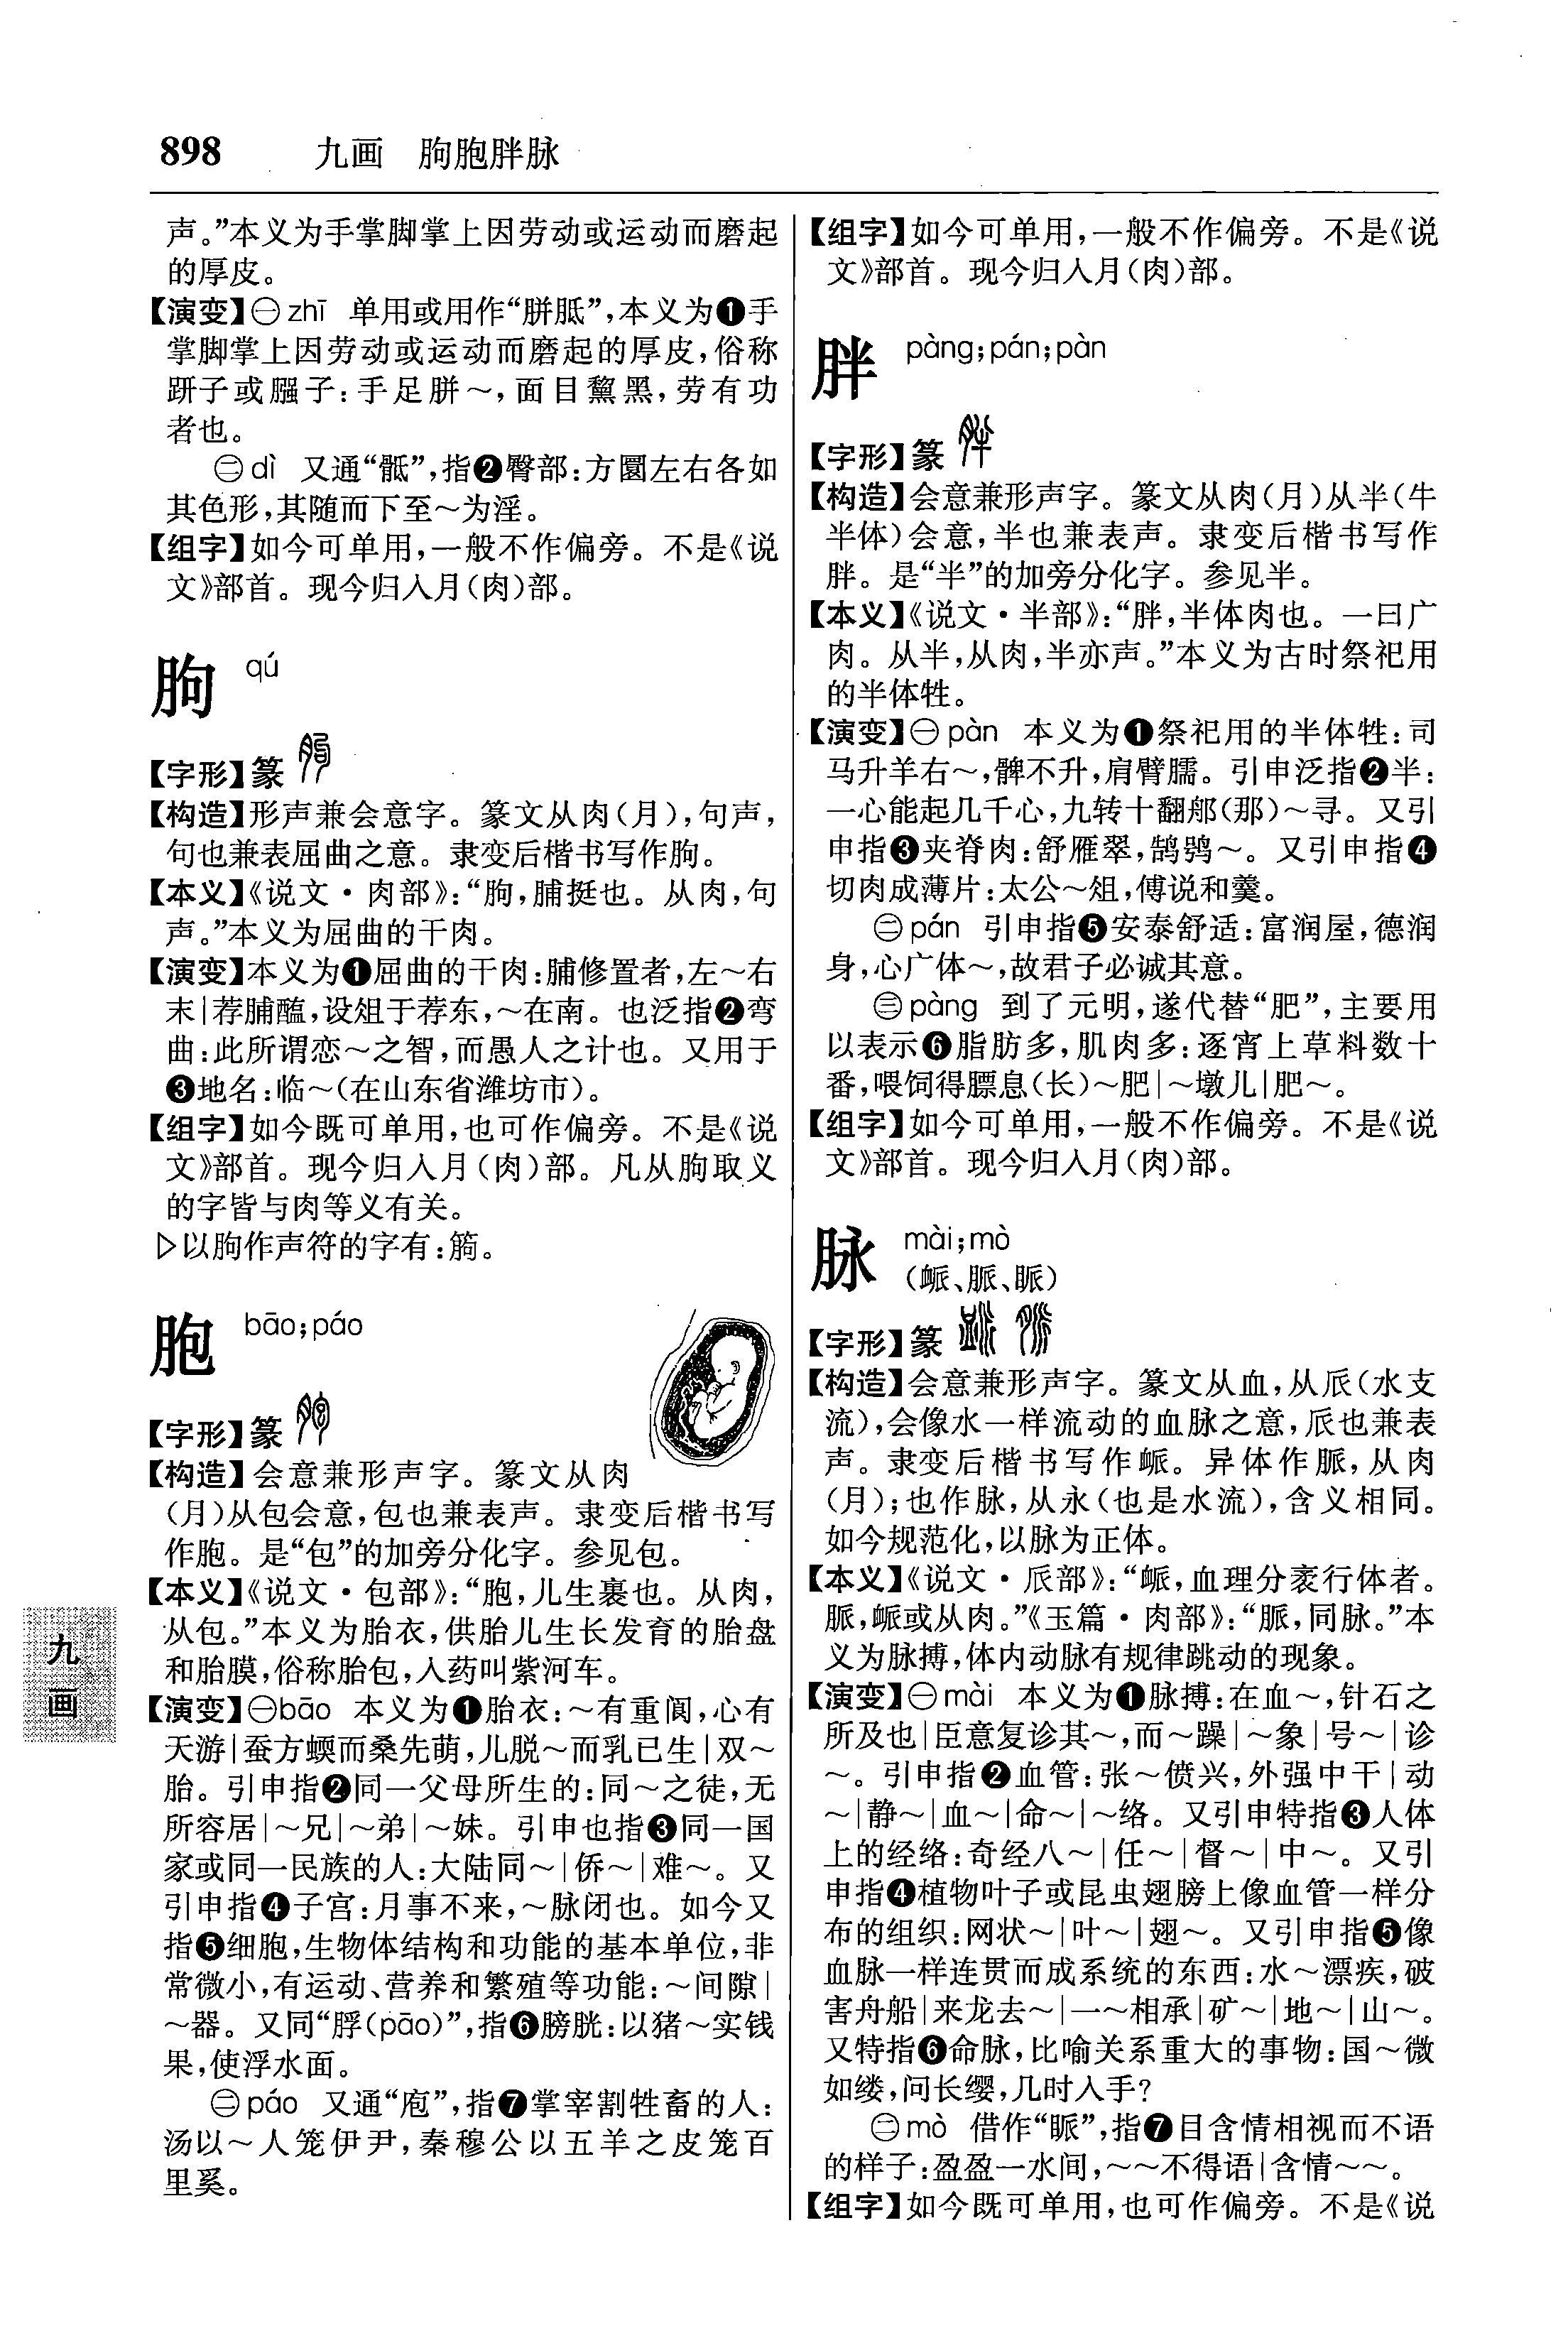 898 九画 朐胞胖脉
声。”本义为手掌脚掌上因劳动或运动而磨起
的厚皮。
【演变】㊀zhī 单用或用作“胼胝”,本义为❶手
掌脚掌上因劳动或运动而磨起的厚皮,俗称
趼子或膙子:手足胼～,面目黧黑,劳有功
者也。
㊁dì 又通“骶”,指❷臀部:方圜左右各如
其色形,其随而下至～为淫。
【组字】如今可单用,一般不作偏旁。不是《说
文》部首。现今归入月(肉)部。
朐 qú
【字形】篆
【构造】形声兼会意字。篆文从肉(月),句声,
句也兼表屈曲之意。隶变后楷书写作朐。
【本义】《说文·肉部》:“朐,脯挺也。从肉,句
声。”本义为屈曲的干肉。
【演变】本义为❶屈曲的干肉:脯修置者,左～右
末|荐脯醢,设俎于荐东,～在南。也泛指❷弯
曲:此所谓恋～之智,而愚人之计也。又用于
❸地名:临～(在山东省潍坊市)。
【组字】如今既可单用,也可作偏旁。不是《说
文》部首。现今归入月(肉)部。凡从朐取义
的字皆与肉等义有关。
▷以朐作声符的字有:蒟。
胞 bāo;páo
【字形】篆
【构造】会意兼形声字。篆文从肉
(月)从包会意,包也兼表声。隶变后楷书写
作胞。是“包”的加旁分化字。参见包。
【本义】《说文·包部》:“胞,儿生裹也。从肉,
从包。”本义为胎衣,供胎儿生长发育的胎盘
和胎膜,俗称胎包,入药叫紫河车。
【演变】㊀bāo 本义为❶胎衣:～有重阆,心有
天游|蚕方蠕而桑先萌,儿脱～而乳已生|双～
胎。引申指❷同一父母所生的:同～之徒,无
所容居|～兄|～弟|～妹。引申也指❸同一国
家或同一民族的人:大陆同～|侨～|难～。又
引申指❹子宫:月事不来,～脉闭也。如今又
指❺细胞,生物体结构和功能的基本单位,非
常微小,有运动、营养和繁殖等功能:～间隙|
～器。又同“脬(pāo)”,指❻膀胱:以猪～实钱
果,使浮水面。
㊁páo 又通“庖”,指❼掌宰割牲畜的人:
汤以～人笼伊尹,秦穆公以五羊之皮笼百
里奚。
九
画
【组字】如今可单用,一般不作偏旁。不是《说
文》部首。现今归入月(肉)部。
胖 pàng;pán;pàn
【字形】篆
【构造】会意兼形声字。篆文从肉(月)从半(牛
半体)会意,半也兼表声。隶变后楷书写作
胖。是“半”的加旁分化字。参见半。
【本义】《说文·半部》:“胖,半体肉也。一曰广
肉。从半,从肉,半亦声。”本义为古时祭祀用
的半体牲。
【演变】㊀pàn 本义为❶祭祀用的半体牲:司
马升羊右～,髀不升,肩臂臑。引申泛指❷半:
一心能起几千心,九转十翻郍(那)～寻。又引
申指❸夹脊肉:舒雁翠,鹄鸮～。又引申指❹
切肉成薄片:太公～俎,傅说和羹。
㊁pán 引申指❺安泰舒适:富润屋,德润
身,心广体～,故君子必诚其意。
㊂pàng 到了元明,遂代替“肥”,主要用
以表示❻脂肪多,肌肉多:逐宵上草料数十
番,喂饲得膘息(长)～肥|～墩儿|肥～。
【组字】如今可单用,一般不作偏旁。不是《说
文》部首。现今归入月(肉)部。
脉 mài;mò
(衇、脈、眽)
【字形】篆
【构造】会意兼形声字。篆文从血,从𠂢(水支
流),会像水一样流动的血脉之意,𠂢也兼表
声。隶变后楷书写作衇。异体作脈,从肉
(月);也作脉,从永(也是水流),含义相同。
如今规范化,以脉为正体。
【本义】《说文·𠂢部》:“衇,血理分衺行体者。
脈,衇或从肉。”《玉篇·肉部》:“脈,同脉。”本
义为脉搏,体内动脉有规律跳动的现象。
【演变】㊀mài 本义为❶脉搏:在血～,针石之
所及也|臣意复诊其～,而～躁|～象|号～|诊
～。引申指❷血管:张～偾兴,外强中干|动
～|静～|血～|命～|～络。又引申特指❸人体
上的经络:奇经八～|任～|督～|中～。又引
申指❹植物叶子或昆虫翅膀上像血管一样分
布的组织:网状～|叶～|翅～。又引申指❺像
血脉一样连贯而成系统的东西:水～漂疾,破
害舟船|来龙去～|一～相承|矿～|地～|山～。
又特指❻命脉,比喻关系重大的事物:国～微
如缕,问长缨,几时入手?
㊁mò 借作“眽”,指❼目含情相视而不语
的样子:盈盈一水间,～～不得语|含情～～。
【组字】如今既可单用,也可作偏旁。不是《说